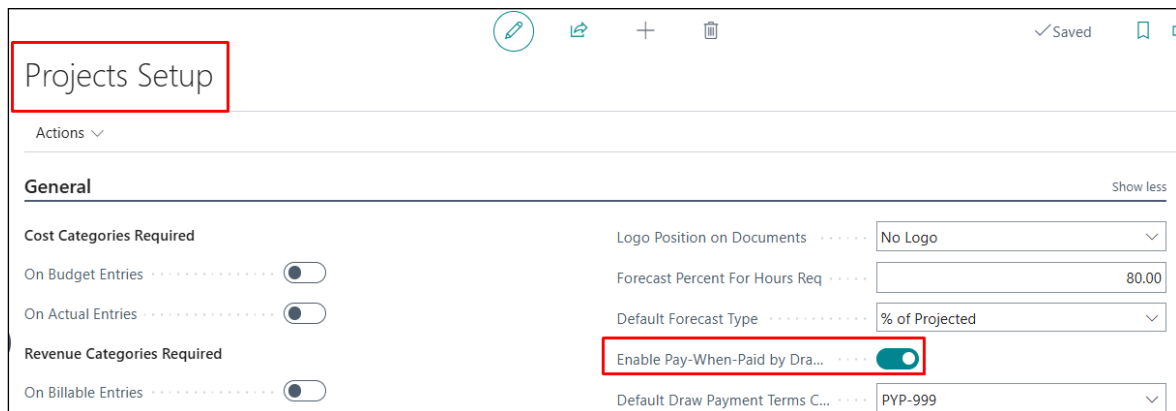 Saved
Projects Setup
Actions
General
Show less
Cost Categories Required
On Budget Entries
On Actual Entries
Revenue Categories Required
On Billable Entries
Logo Position on Documents
No Logo
Forecast Percent For Hours Req
80.00
Default Forecast Type
% of Projected
Enable Pay-When-Paid by Dra...
Default Draw Payment Terms C...
PYP-999